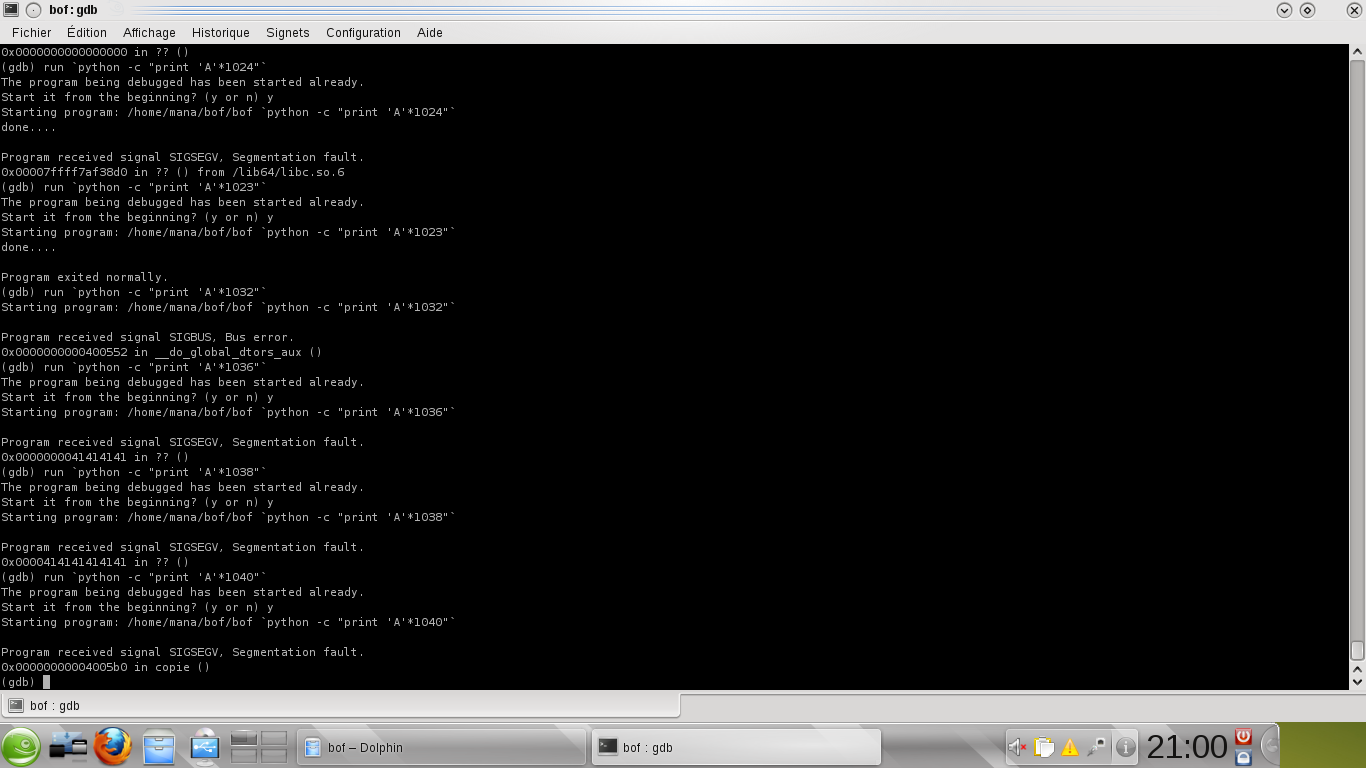 bof : gdb
Fichier Édition Affichage Historique Signets Configuration Aide
0x0000000000000000 in ?? ()
(gdb) run `python -c "print 'A'*1024"`
The program being debugged has been started already.
Start it from the beginning? (y or n) y
Starting program: /home/mana/bof/bof `python -c "print 'A'*1024"`
done....
Program received signal SIGSEGV, Segmentation fault.
0x00007ffff7af38d0 in ?? () from /lib64/libc.so.6
(gdb) run `python -c "print 'A'*1023"`
The program being debugged has been started already.
Start it from the beginning? (y or n) y
Starting program: /home/mana/bof/bof `python -c "print 'A'*1023"`
done....
Program exited normally.
(gdb) run `python -c "print 'A'*1032"`
Starting program: /home/mana/bof/bof `python -c "print 'A'*1032"`
Program received signal SIGBUS, Bus error.
0x0000000000400552 in __do_global_dtors_aux ()
(gdb) run `python -c "print 'A'*1036"`
The program being debugged has been started already.
Start it from the beginning? (y or n) y
Starting program: /home/mana/bof/bof `python -c "print 'A'*1036"`
Program received signal SIGSEGV, Segmentation fault.
0x0000000041414141 in ?? ()
(gdb) run `python -c "print 'A'*1038"`
The program being debugged has been started already.
Start it from the beginning? (y or n) y
Starting program: /home/mana/bof/bof `python -c "print 'A'*1038"`
Program received signal SIGSEGV, Segmentation fault.
0x0000414141414141 in ?? ()
(gdb) run `python -c "print 'A'*1040"`
The program being debugged has been started already.
Start it from the beginning? (y or n) y
Starting program: /home/mana/bof/bof `python -c "print 'A'*1040"`
Program received signal SIGSEGV, Segmentation fault.
0x00000000004005b0 in copie ()
(gdb)
bof : gdb
bof – Dolphin
bof : gdb
21:00